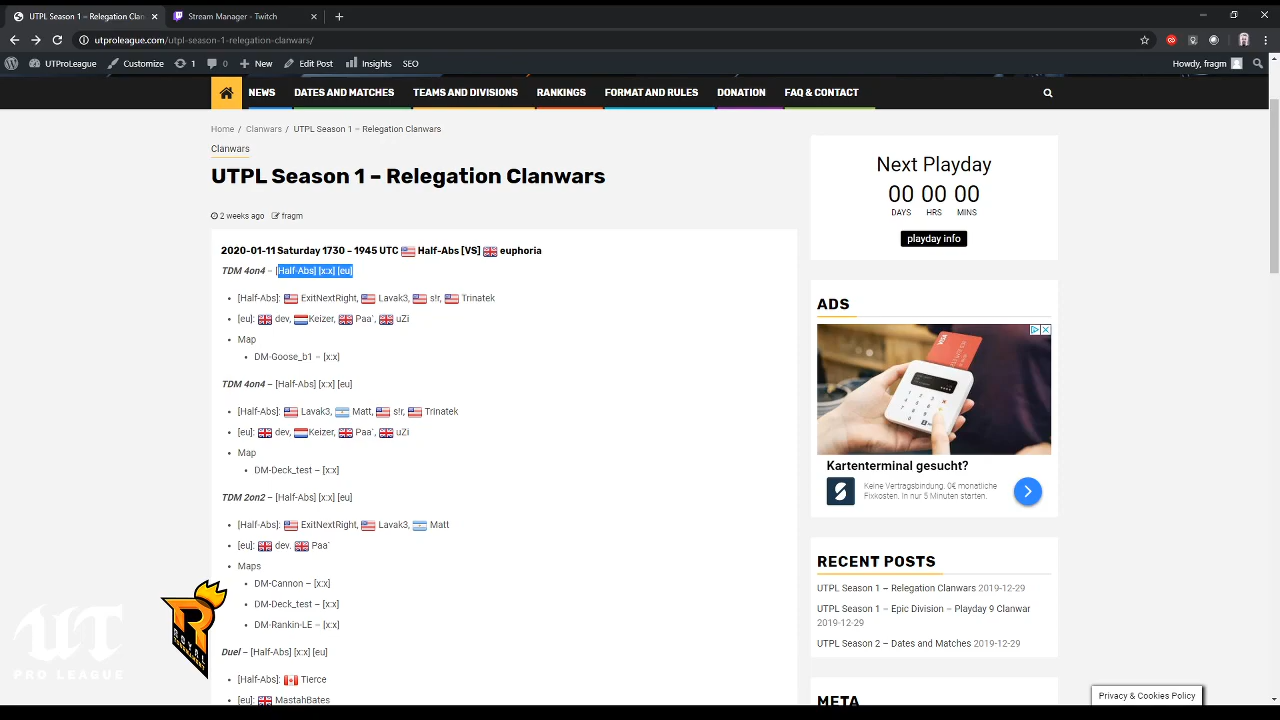 UTPL Season 1 – Relegation Clan
Stream Manager - Twitch
utproleague.com/utpl-season-1-relegation-clanwars/
UTProLeague
Customize
1
0
New
Edit Post
Insights
SEO
Howdy, fragm
NEWS
DATES AND MATCHES
TEAMS AND DIVISIONS
RANKINGS
FORMAT AND RULES
DONATION
FAQ & CONTACT
Home / Clanwars / UTPL Season 1 – Relegation Clanwars
Clanwars
UTPL Season 1 – Relegation Clanwars
2 weeks ago fragm
2020-01-11 Saturday 1730 – 1945 UTC Half-Abs [VS] euphoria
TDM 4on4 – [Half-Abs] [x:x] [eu]
[Half-Abs]: ExitNextRight, Lavak3, s!r, Trinatek
[eu]: dev, Keizer, Paa`, uZi
Map
DM-Goose_b1 – [x:x]
TDM 4on4 – [Half-Abs] [x:x] [eu]
[Half-Abs]: Lavak3, Matt, s!r, Trinatek
[eu]: dev, Keizer, Paa`, uZi
Map
DM-Deck_test – [x:x]
TDM 2on2 – [Half-Abs] [x:x] [eu]
[Half-Abs]: ExitNextRight, Lavak3, Matt
[eu]: dev. Paa`
Maps
DM-Cannon – [x:x]
DM-Deck_test – [x:x]
DM-Rankin-LE – [x:x]
Duel – [Half-Abs] [x:x] [eu]
[Half-Abs]: Tierce
[eu]: MastahBates
Next Playday
00 00 00
DAYS HRS MINS
playday info
ADS
Kartenterminal gesucht?
Keine Vertragsbindung. 0€ monatliche
Fixkosten. In nur 5 Minuten starten.
RECENT POSTS
UTPL Season 1 – Relegation Clanwars 2019-12-29
UTPL Season 1 – Epic Division – Playday 9 Clanwar
2019-12-29
UTPL Season 2 – Dates and Matches 2019-12-29
META
Privacy & Cookies Policy
UT
PRO LEAGUE
R
ROYAL